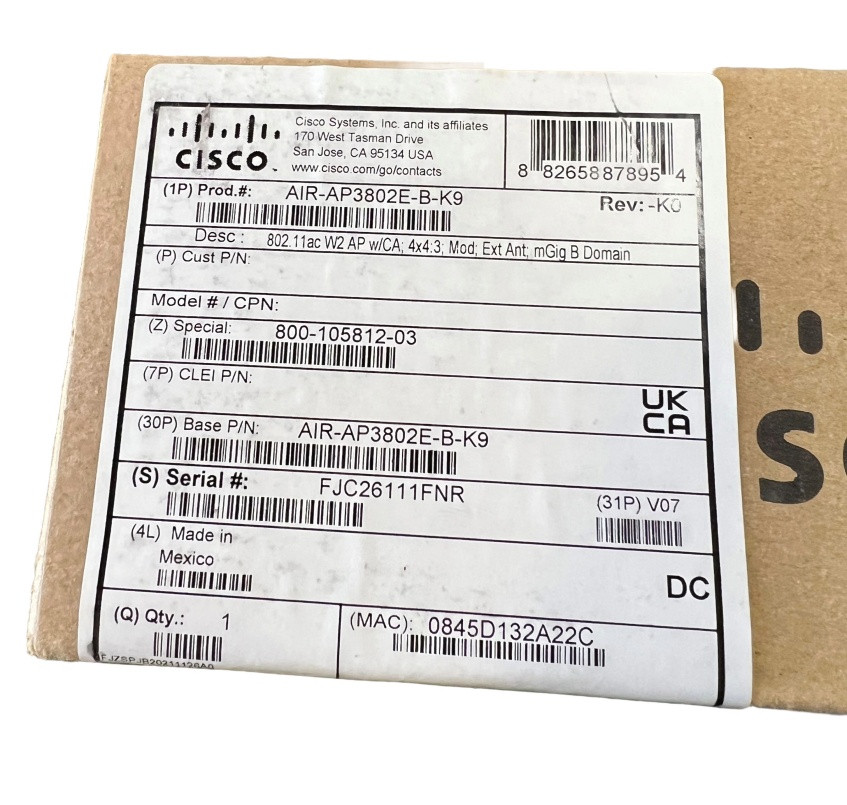 CISCO
Cisco Systems, Inc. and its affiliates
170 West Tasman Drive
San Jose, CA 95134 USA
www.cisco.com/go/contacts
8 8265887895 4
(1P) Prod.#: AIR-AP3802E-B-K9
Rev: -K0
Desc : 802.11ac W2 AP w/CA; 4x4:3; Mod; Ext Ant; mGig B Domain
(P) Cust P/N:
Model # / CPN:
(Z) Special: 800-105812-03
(7P) CLEI P/N:
UK
CA
(30P) Base P/N: AIR-AP3802E-B-K9
(S) Serial #: FJC26111FNR
(31P) V07
(4L) Made in
Mexico
DC
(Q) Qty.: 1
(MAC): 0845D132A22C